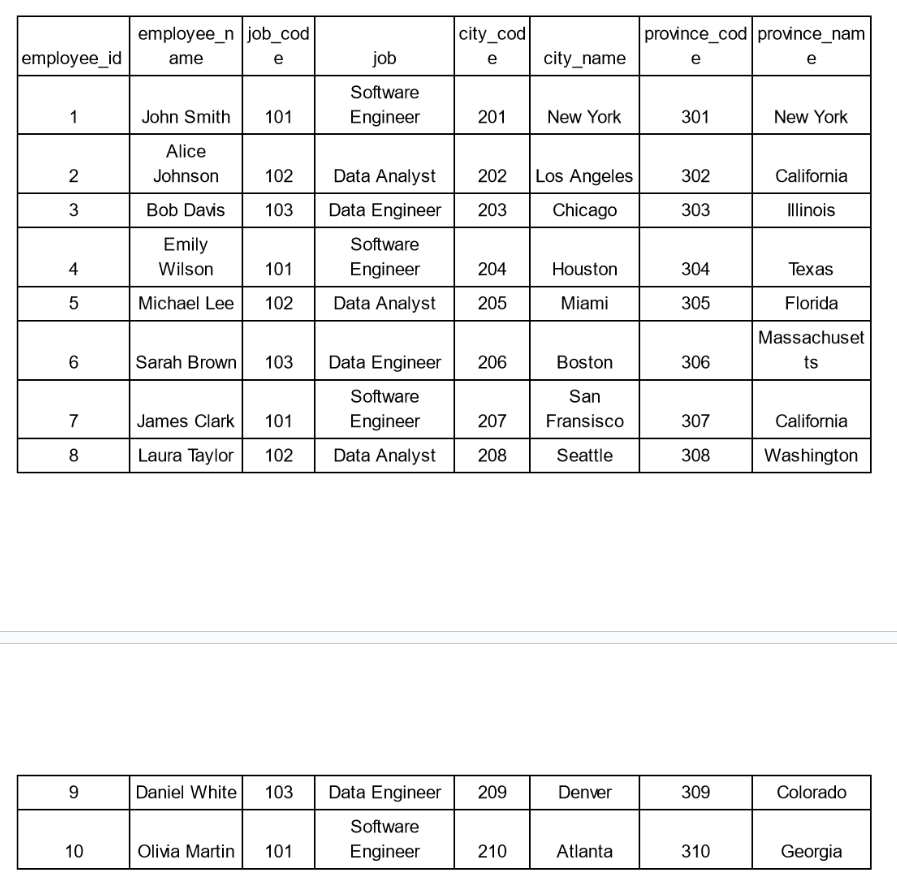 employee_id employee_name job_code job city_code city_name province_code province_name
1 John Smith 101 Software Engineer 201 New York 301 New York
2 Alice Johnson 102 Data Analyst 202 Los Angeles 302 California
3 Bob Davis 103 Data Engineer 203 Chicago 303 Illinois
4 Emily Wilson 101 Software Engineer 204 Houston 304 Texas
5 Michael Lee 102 Data Analyst 205 Miami 305 Florida
6 Sarah Brown 103 Data Engineer 206 Boston 306 Massachusetts
7 James Clark 101 Software Engineer 207 San Fransisco 307 California
8 Laura Taylor 102 Data Analyst 208 Seattle 308 Washington
9 Daniel White 103 Data Engineer 209 Denver 309 Colorado
10 Olivia Martin 101 Software Engineer 210 Atlanta 310 Georgia